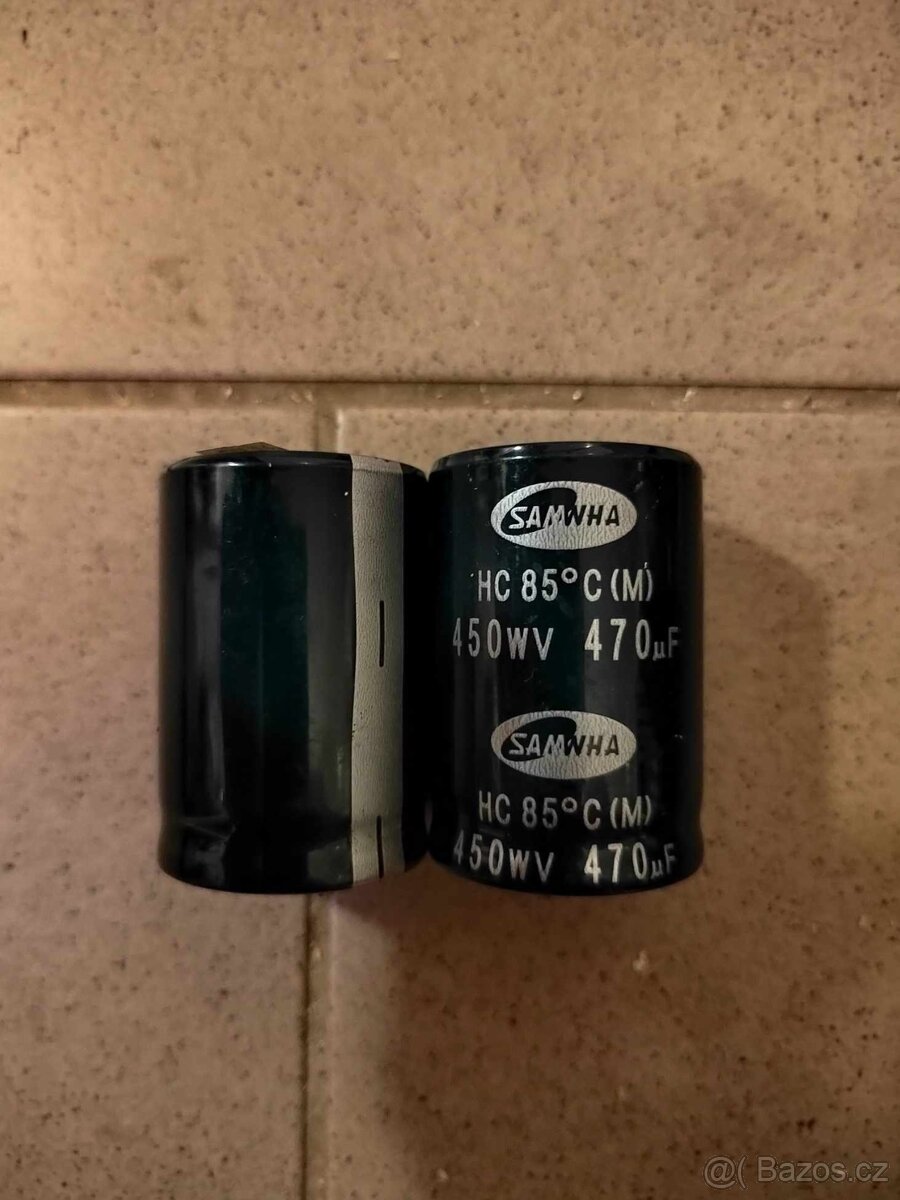 SAMWHA
HC 85°C (M)
450WV 470µF
SAMWHA
HC 85°C (M)
450WV 470µF
@( Bazos.cz